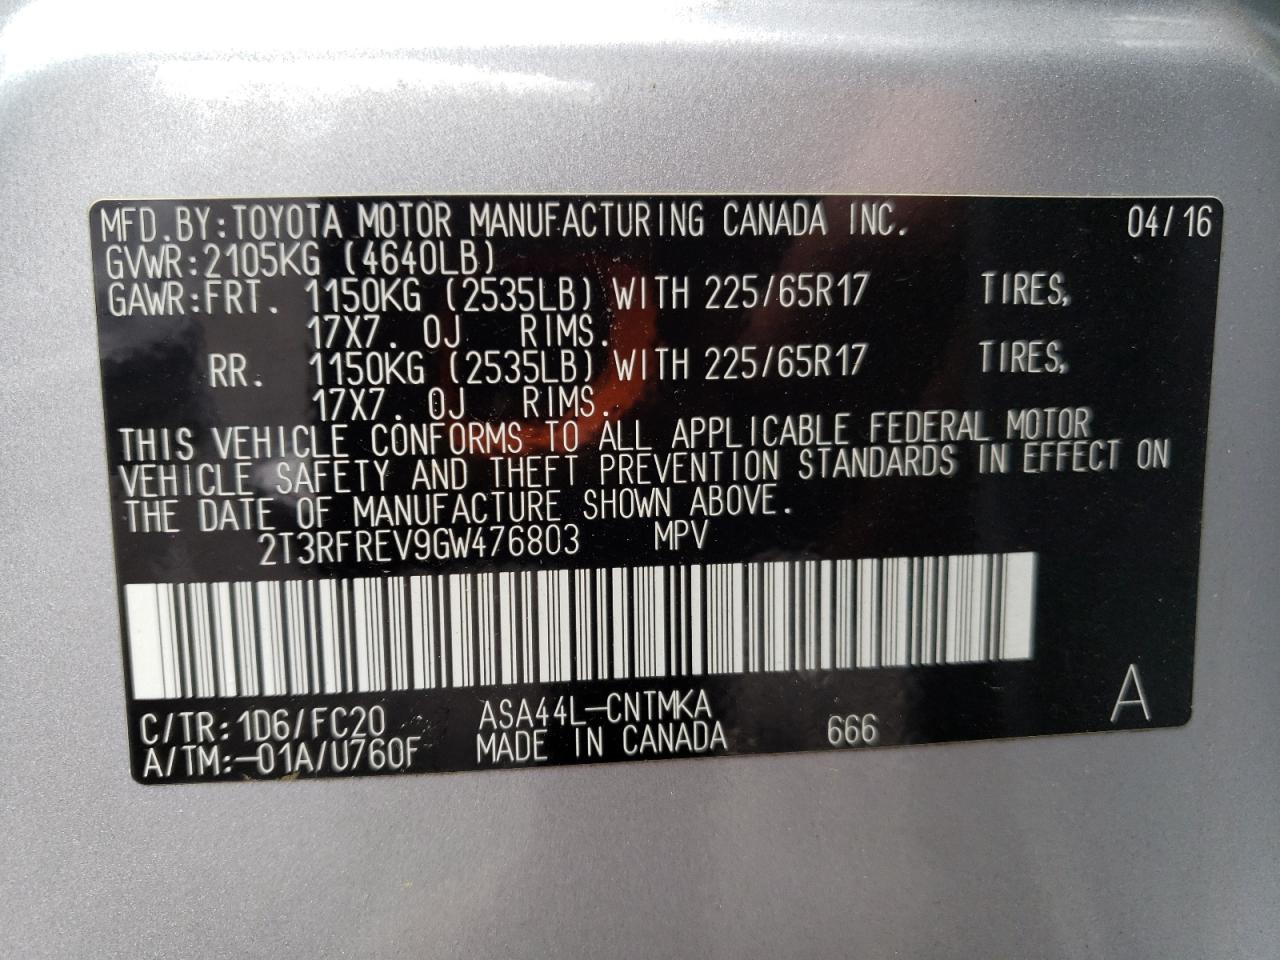 MFD.BY:TOYOTA MOTOR MANUFACTURING CANADA INC. 04/16
GVWR:2105KG (4640LB)
GAWR:FRT. 1150KG (2535LB) WITH 225/65R17 TIRES,
17X7. 0J RIMS.
RR. 1150KG (2535LB) WITH 225/65R17 TIRES,
17X7. 0J RIMS.
THIS VEHICLE CONFORMS TO ALL APPLICABLE FEDERAL MOTOR
VEHICLE SAFETY AND THEFT PREVENTION STANDARDS IN EFFECT ON
THE DATE OF MANUFACTURE SHOWN ABOVE.
2T3RFREV9GW476803 MPV
C/TR:1D6/FC20 ASA44L-CNTMKA A
A/TM:-01A/U760F MADE IN CANADA 666